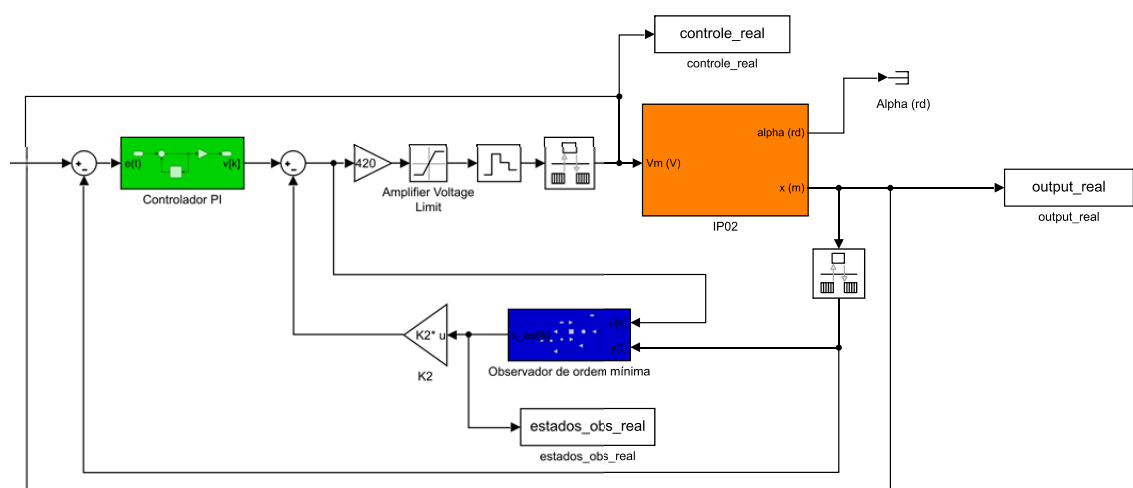 controle_real
controle_real
alpha (rd)
Alpha (rd)
e(t)
v[k]
Controlador PI
420
Amplifier Voltage
Limit
Vm (V)
x (m)
IP02
output_real
output_real
K2* u
K2
x_est[k]
u[k]
y(t)
Observador de ordem mínima
estados_obs_real
estados_obs_real